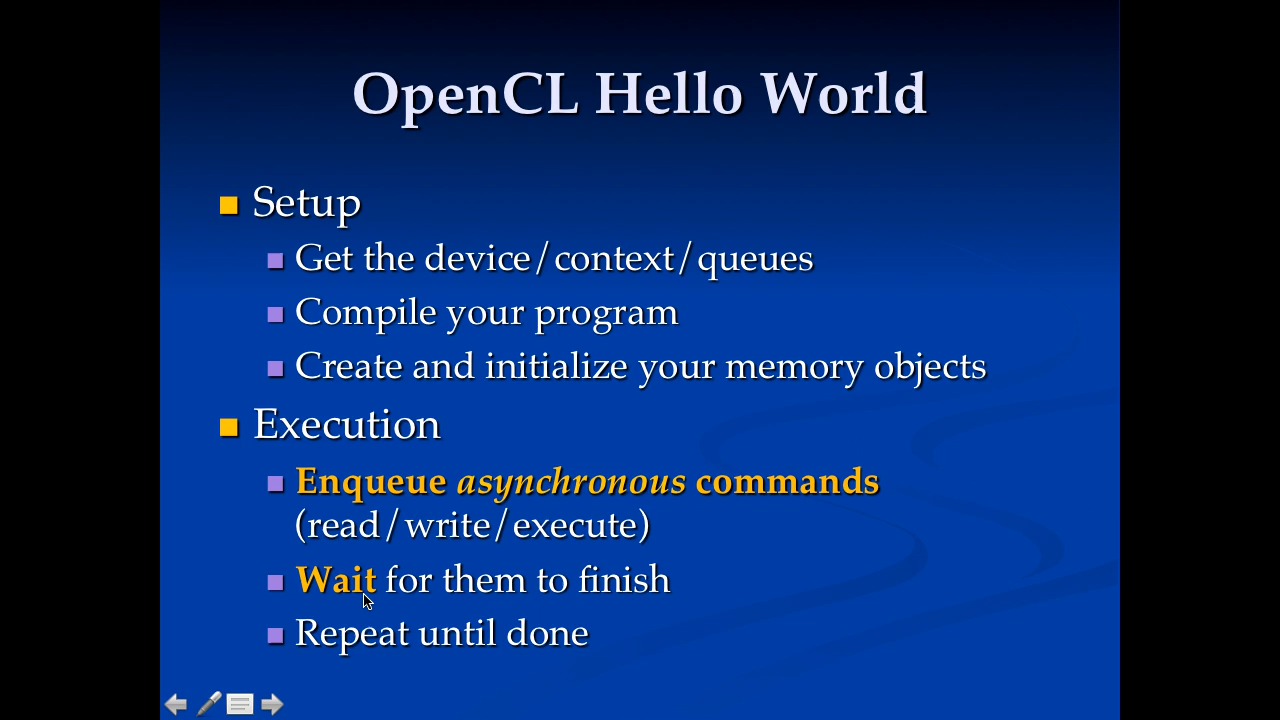 OpenCL Hello World
Setup
Get the device/context/queues
Compile your program
Create and initialize your memory objects
Execution
Enqueue asynchronous commands
(read/write/execute)
Wait for them to finish
Repeat until done